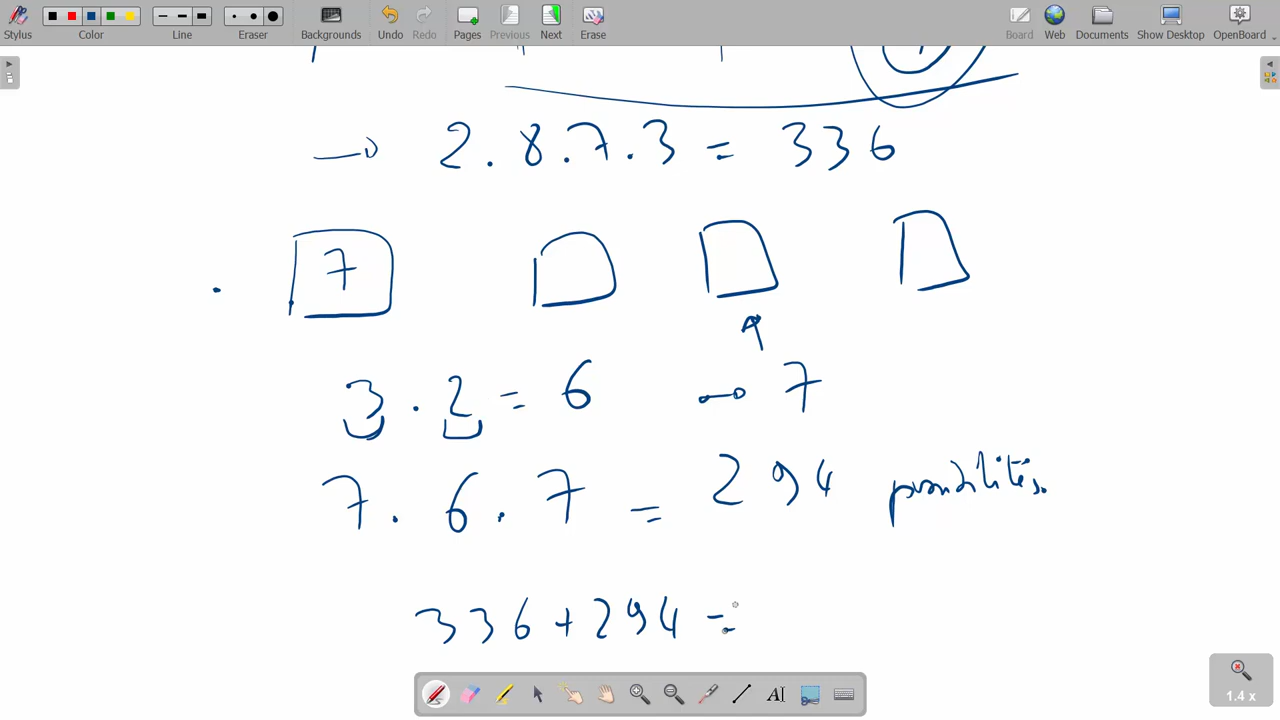 Stylus Color Line Eraser Backgrounds Undo Redo Pages Previous Next Erase Board Web Documents Show Desktop OpenBoard
→ 2.8.7.3 = 336
. 7
3 . 2 = 6 → 7
7 . 6 . 7 = 294 possibilités.
336 + 294 =
AI
1.4 x